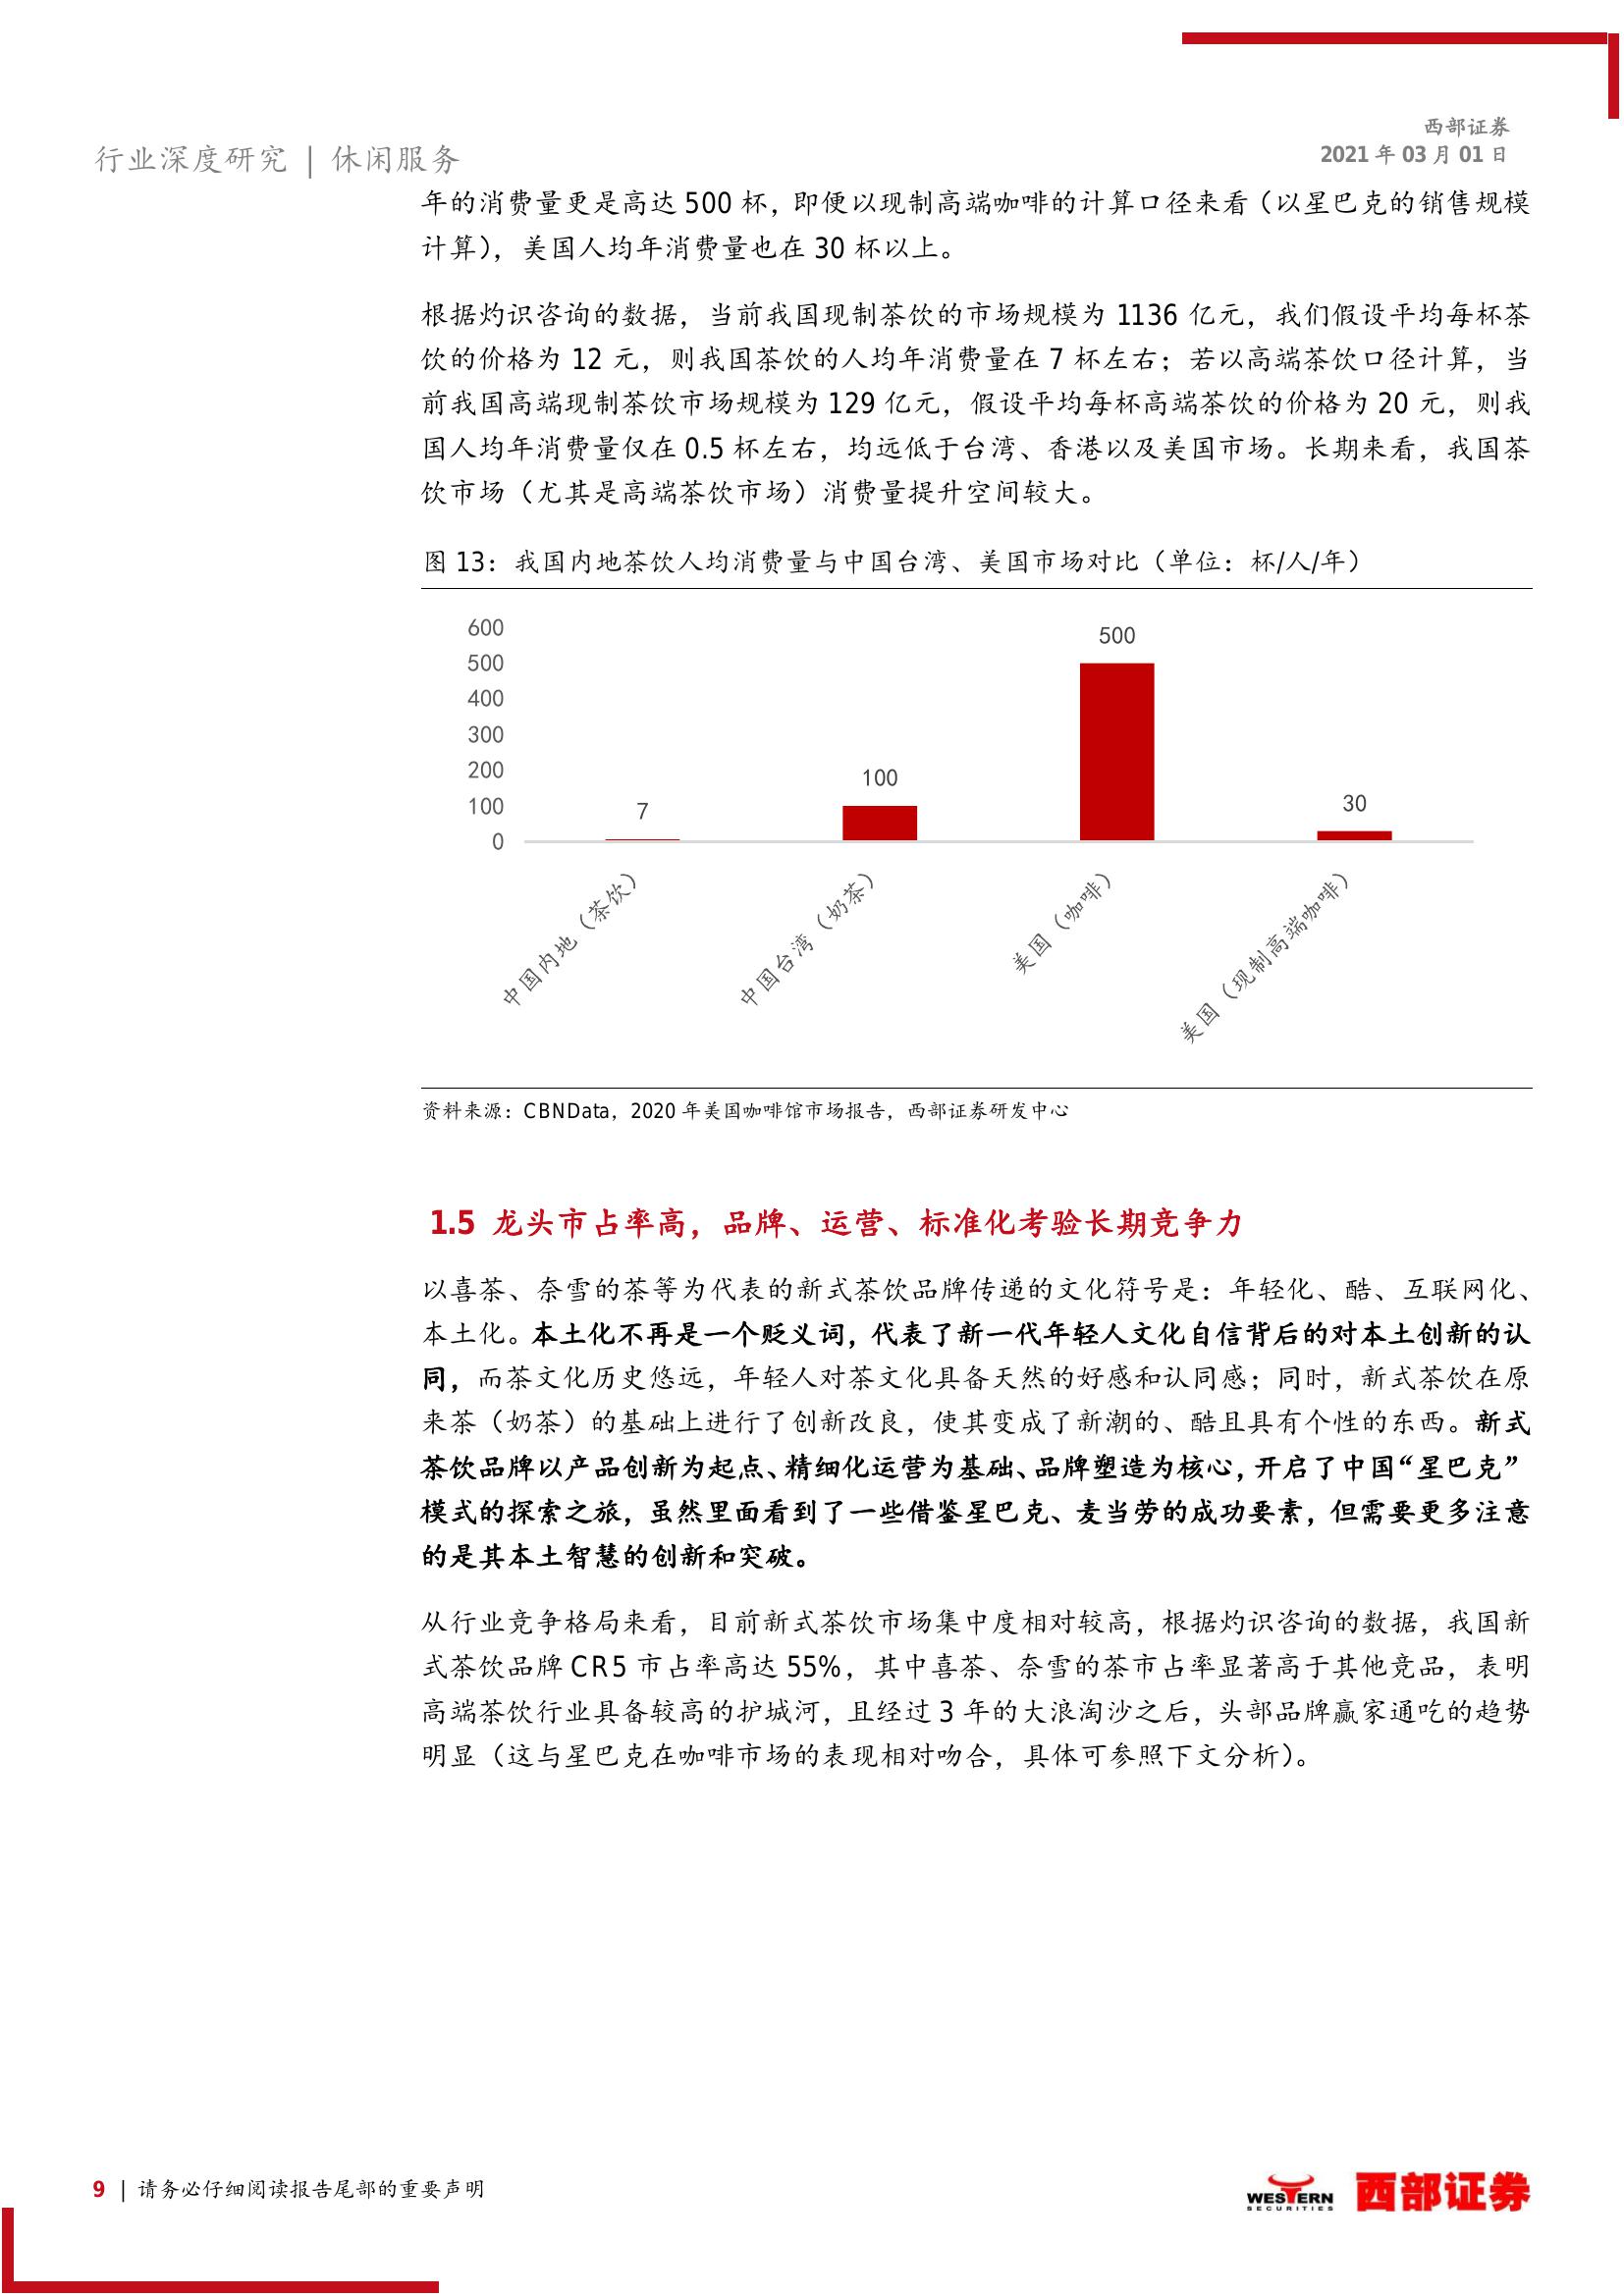 西部证券
行业深度研究 | 休闲服务
2021 年 03 月 01 日
年的消费量更是高达 500 杯，即便以现制高端咖啡的计算口径来看（以星巴克的销售规模
计算），美国人均年消费量也在 30 杯以上。
根据灼识咨询的数据，当前我国现制茶饮的市场规模为 1136 亿元，我们假设平均每杯茶
饮的价格为 12 元，则我国茶饮的人均年消费量在 7 杯左右；若以高端茶饮口径计算，当
前我国高端现制茶饮市场规模为 129 亿元，假设平均每杯高端茶饮的价格为 20 元，则我
国人均年消费量仅在 0.5 杯左右，均远低于台湾、香港以及美国市场。长期来看，我国茶
饮市场（尤其是高端茶饮市场）消费量提升空间较大。
图 13：我国内地茶饮人均消费量与中国台湾、美国市场对比（单位：杯/人/年）
600
500
400
300
200
100
0
7
100
500
30
中国内地（茶饮）
中国台湾（奶茶）
美国（咖啡）
美国（现制高端咖啡）
资料来源：CBNData，2020 年美国咖啡馆市场报告，西部证券研发中心
1.5 龙头市占率高，品牌、运营、标准化考验长期竞争力
以喜茶、奈雪的茶等为代表的新式茶饮品牌传递的文化符号是：年轻化、酷、互联网化、
本土化。本土化不再是一个贬义词，代表了新一代年轻人文化自信背后的对本土创新的认
同，而茶文化历史悠远，年轻人对茶文化具备天然的好感和认同感；同时，新式茶饮在原
来茶（奶茶）的基础上进行了创新改良，使其变成了新潮的、酷且具有个性的东西。新式
茶饮品牌以产品创新为起点、精细化运营为基础、品牌塑造为核心，开启了中国“星巴克”
模式的探索之旅，虽然里面看到了一些借鉴星巴克、麦当劳的成功要素，但需要更多注意
的是其本土智慧的创新和突破。
从行业竞争格局来看，目前新式茶饮市场集中度相对较高，根据灼识咨询的数据，我国新
式茶饮品牌 CR5 市占率高达 55%，其中喜茶、奈雪的茶市占率显著高于其他竞品，表明
高端茶饮行业具备较高的护城河，且经过 3 年的大浪淘沙之后，头部品牌赢家通吃的趋势
明显（这与星巴克在咖啡市场的表现相对吻合，具体可参照下文分析）。
9 | 请务必仔细阅读报告尾部的重要声明
WESTERN
SECURITIES
西部证券